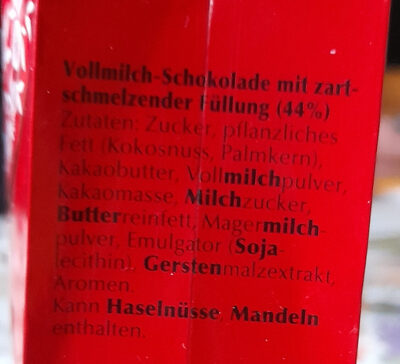 Vollmilch-Schokolade mit zart-
schmelzender Füllung (44%)
Zutaten: Zucker, pflanzliches
Fett (Kokosnuss, Palmkern),
Kakaobutter, Vollmilchpulver,
Kakaomasse, Milchzucker,
Butterreinfett, Magermilch-
pulver, Emulgator (Soja-
lecithin), Gerstenmalzextrakt,
Aromen.
Kann Haselnüsse, Mandeln
enthalten.